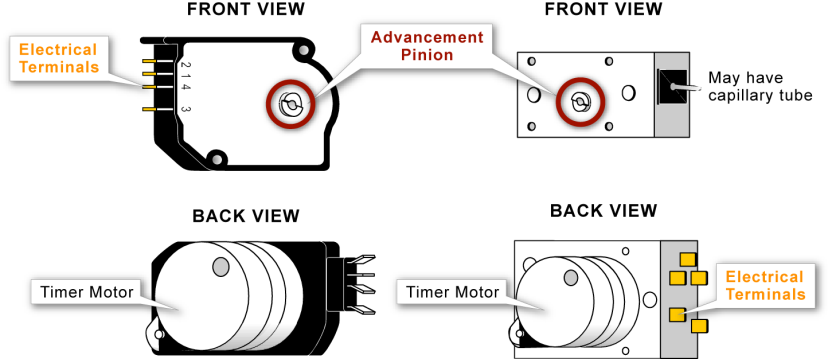 FRONT VIEW
FRONT VIEW
Electrical
Terminals
Advancement
Pinion
2
1
4
3
May have
capillary tube
BACK VIEW
BACK VIEW
Timer Motor
Timer Motor
Electrical
Terminals